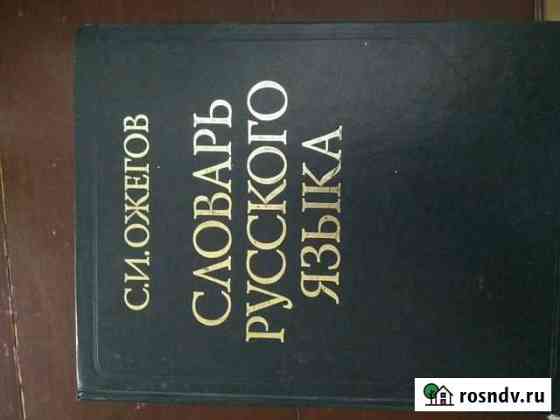 С.И.ОЖЕГОВ
СЛОВАРЬ
РУССКОГО
ЯЗЫКА
rosndv.ru